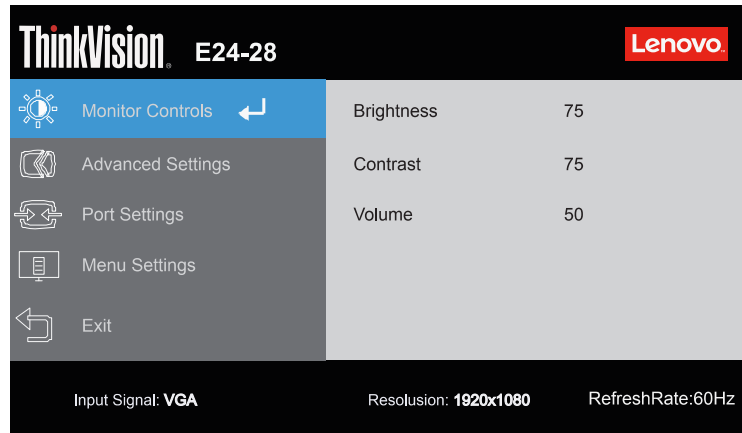 ThinkVision® E24-28 Lenovo.
Monitor Controls Brightness 75
Advanced Settings Contrast 75
Port Settings Volume 50
Menu Settings
Exit
Input Signal: VGA Resolusion: 1920x1080 RefreshRate:60Hz